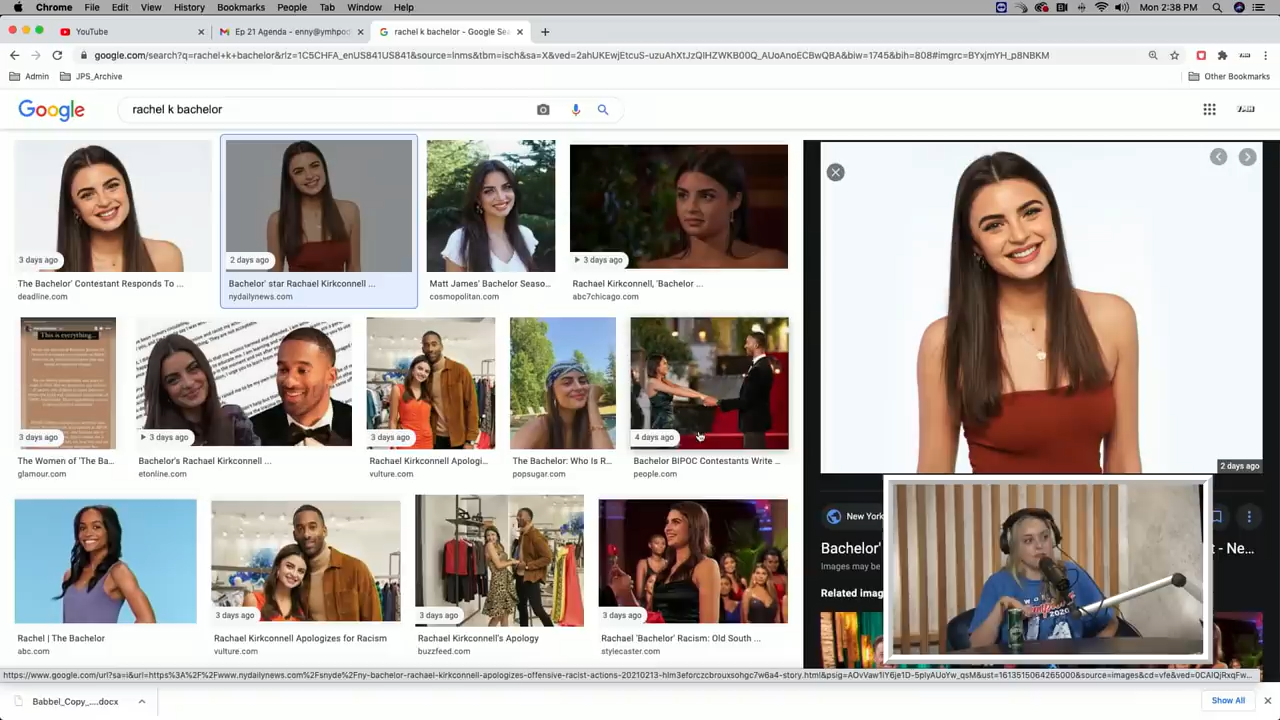 Chrome File Edit View History Bookmarks People Tab Window Help Mon 2:38 PM
YouTube Ep 21 Agenda - enny@ymhpod rachel k bachelor - Google Sea
google.com/search?q=rachel+k+bachelor&rlz=1C5CHFA_enUS841US841&source=lnms&tbm=isch&sa=X&ved=2ahUKEwjEtcuS-uzuAhXtJzQIHZWKB00Q_AUoAnoECBwQBA&biw=1745&bih=808#imgrc=BYxjmYH_p8NBKM
Admin JPS_Archive Other Bookmarks
Google rachel k bachelor YMH
3 days ago 2 days ago 3 days ago
The Bachelor' Contestant Responds To ... Bachelor' star Rachael Kirkconnell ... Matt James' Bachelor Seaso... Rachael Kirkconnell, 'Bachelor ...
deadline.com nydailynews.com cosmopolitan.com abc7chicago.com
This is everything...
3 days ago 3 days ago 3 days ago 4 days ago
The Women of 'The Ba... Bachelor's Rachael Kirkconnell ... Rachael Kirkconnell Apologi... The Bachelor: Who Is R... Bachelor BIPOC Contestants Write ...
glamour.com etonline.com vulture.com popsugar.com people.com
2 days ago
New York
Bachelor' t - Ne...
Images may be
Related imag
3 days ago 3 days ago 3 days ago
Rachel | The Bachelor Rachael Kirkconnell Apologizes for Racism Rachael Kirkconnell's Apology Rachael 'Bachelor' Racism: Old South ...
abc.com vulture.com buzzfeed.com stylecaster.com
2020
Babbel_Copy_....docx Show All